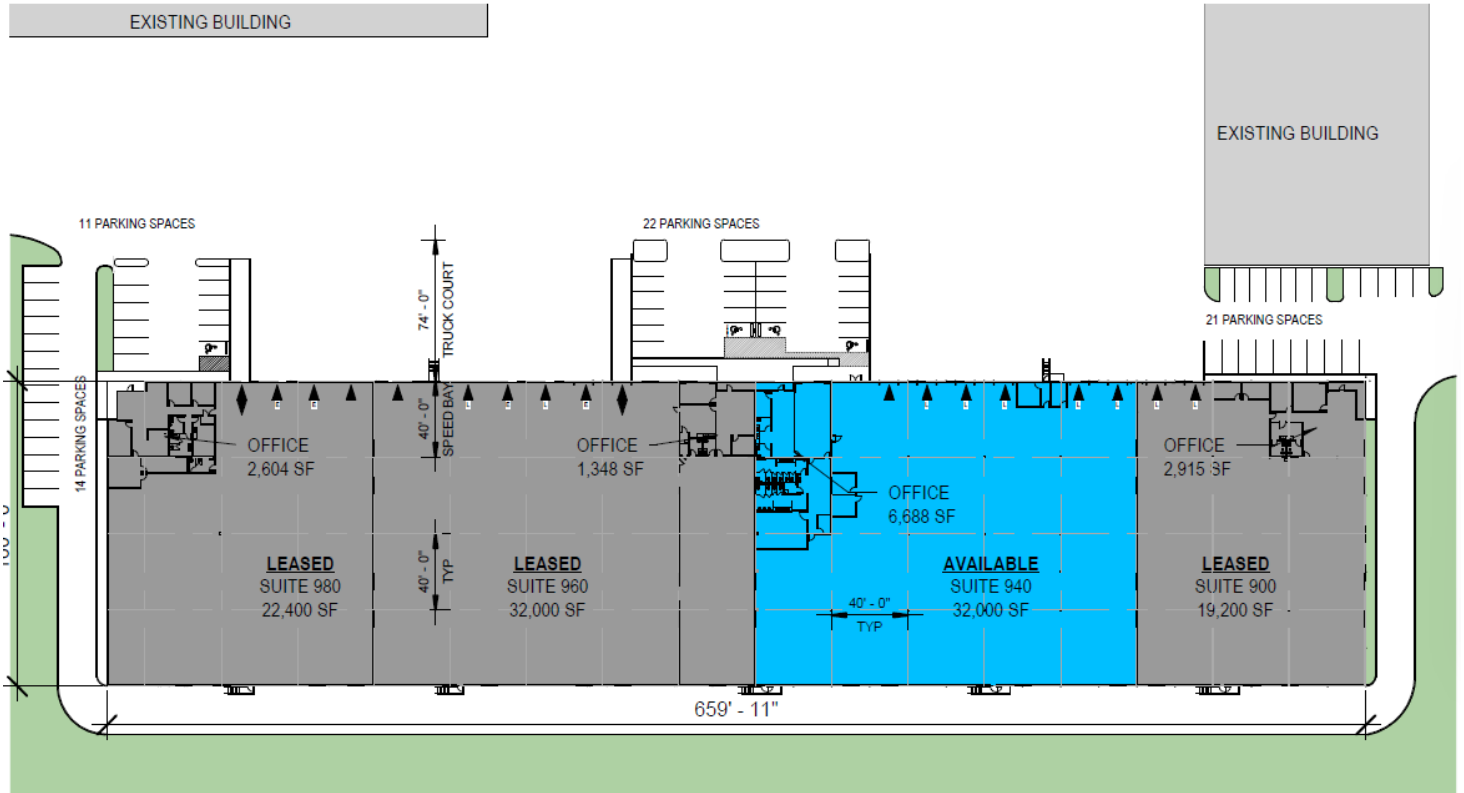 EXISTING BUILDING
EXISTING BUILDING
11 PARKING SPACES
22 PARKING SPACES
74' - 0"
TRUCK COURT
21 PARKING SPACES
14 PARKING SPACES
40' - 0"
SPEED BAY
E
E
L
E
L
E
L
L
L
L
L
L
L
OFFICE
2,604 SF
OFFICE
1,348 SF
OFFICE
6,688 SF
OFFICE
2,915 SF
40' - 0"
TYP
LEASED
SUITE 980
22,400 SF
LEASED
SUITE 960
32,000 SF
AVAILABLE
SUITE 940
32,000 SF
LEASED
SUITE 900
19,200 SF
40' - 0"
TYP
659' - 11"